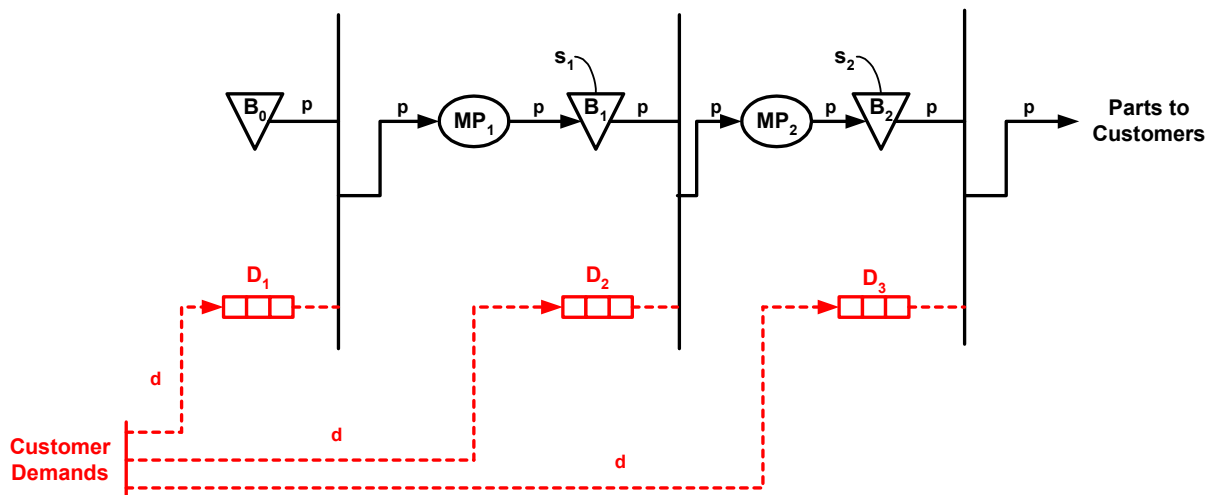 s₁
s₂
B₀
p
p
MP₁
p
B₁
p
p
MP₂
p
B₂
p
p
Parts to
Customers
D₁
D₂
D₃
d
d
d
Customer
Demands